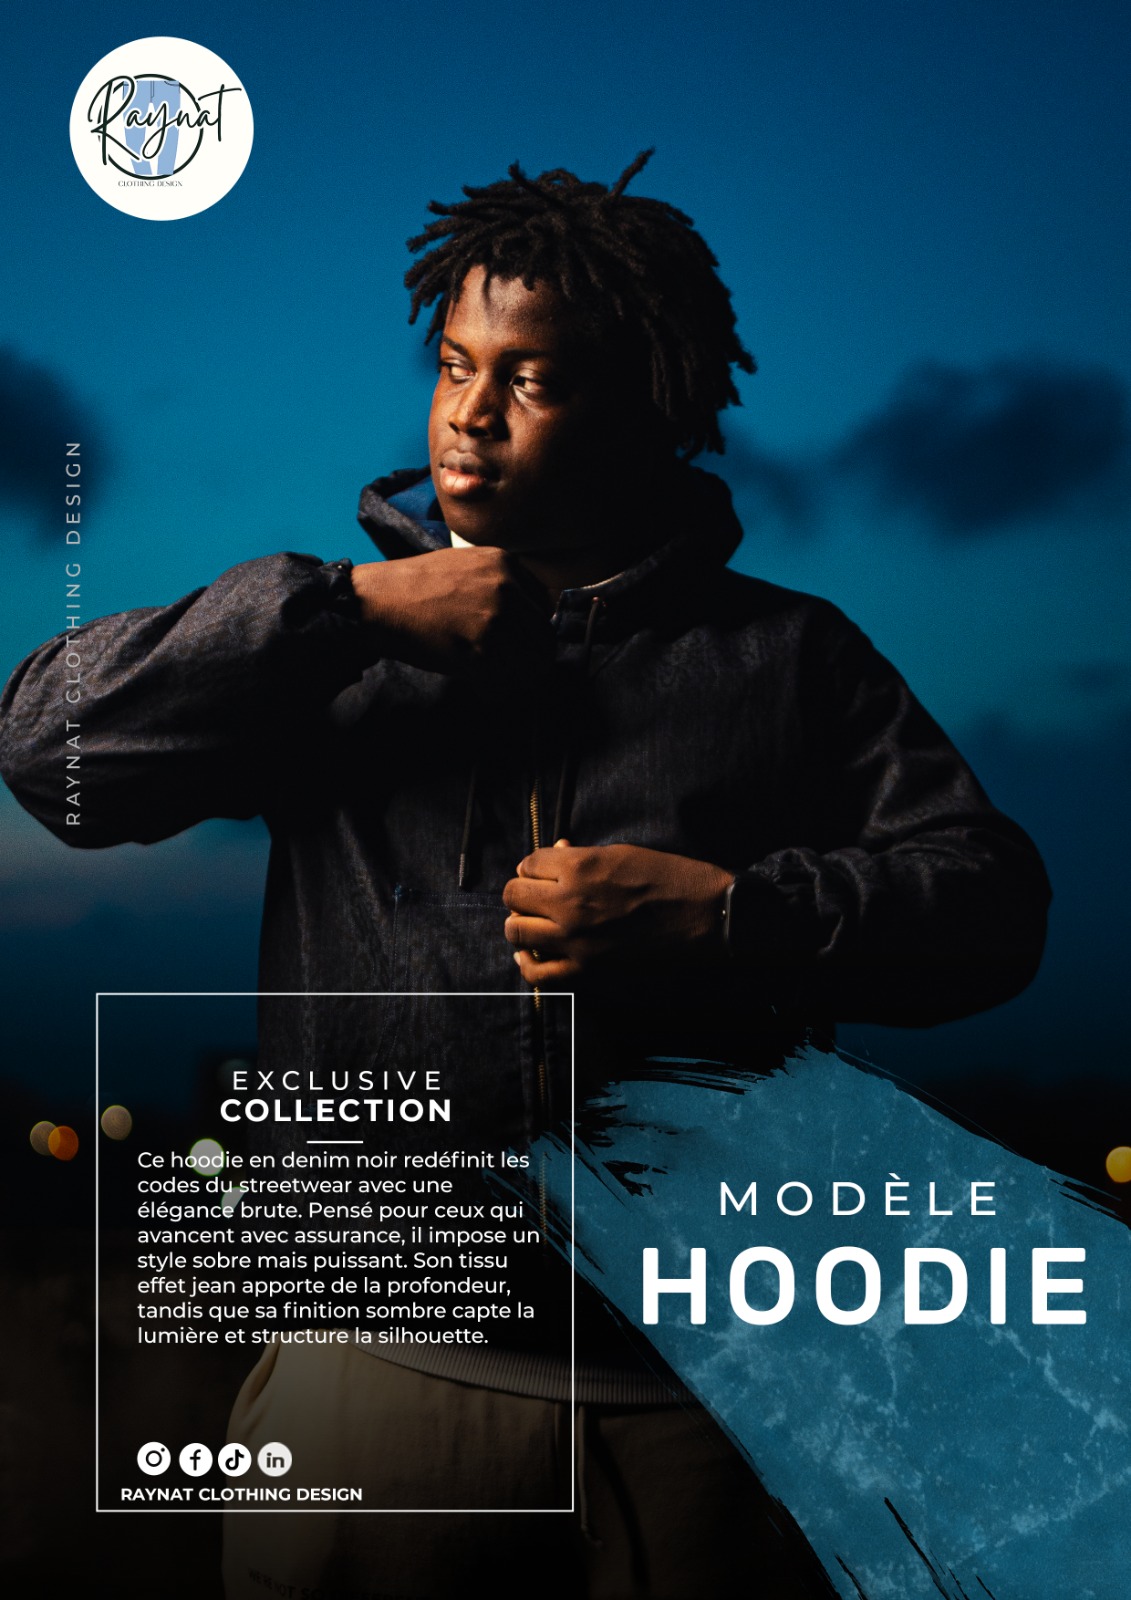 Raynat
CLOTHING DESIGN
RAYNAT CLOTHING DESIGN
EXCLUSIVE
COLLECTION
Ce hoodie en denim noir redéfinit les
codes du streetwear avec une
élégance brute. Pensé pour ceux qui
avancent avec assurance, il impose un
style sobre mais puissant. Son tissu
effet jean apporte de la profondeur,
tandis que sa finition sombre capte la
lumière et structure la silhouette.
RAYNAT CLOTHING DESIGN
MODÈLE
HOODIE